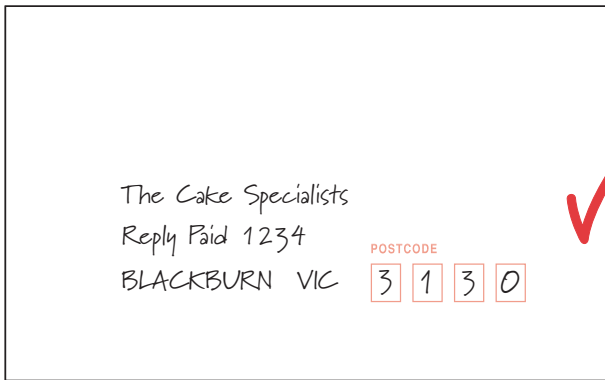 The Cake Specialists
Reply Paid 1234
POSTCODE
BLACKBURN VIC 3130